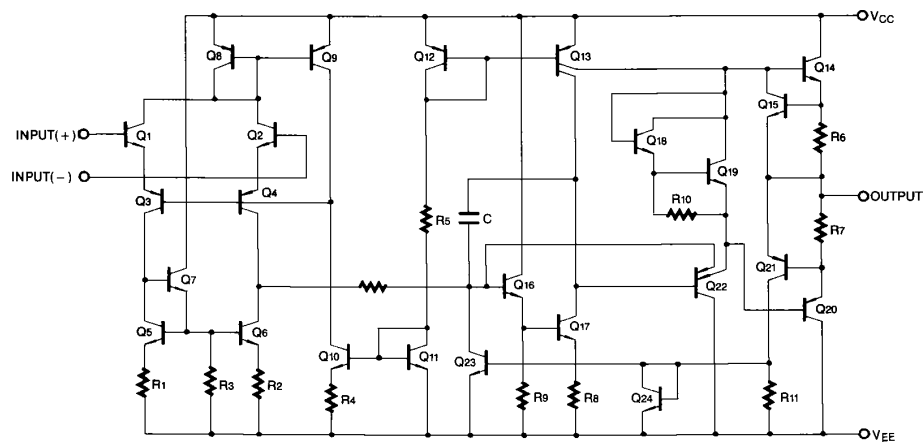 VCC
Q8
Q9
Q12
Q13
Q14
Q15
INPUT(+)
Q1
Q2
Q18
R6
INPUT(-)
Q3
Q4
Q19
OUTPUT
R5
C
R10
R7
Q7
Q21
Q16
Q22
Q20
Q5
Q6
Q10
Q11
Q23
Q17
R1
R3
R2
R4
R9
R8
Q24
R11
VEE